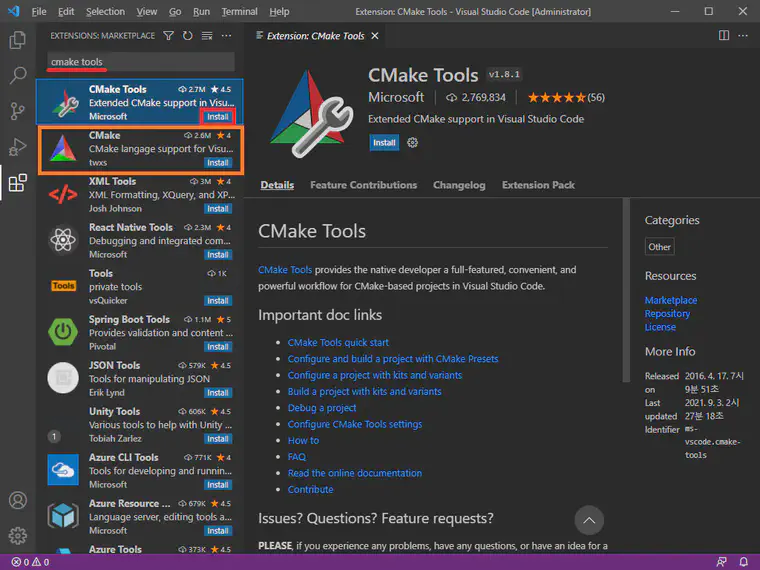 File Edit Selection View Go Run Terminal Help Extension: CMake Tools - Visual Studio Code [Administrator]
EXTENSIONS: MARKETPLACE
cmake tools
CMake Tools 2.7M 4.5
Extended CMake support in Visu...
Microsoft Install
CMake 2.6M 4
CMake langage support for Visu...
twxs Install
XML Tools 3M 4
XML Formatting, XQuery, and XP...
Josh Johnson Install
React Native Tools 2.3M 4
Debugging and integrated com...
Microsoft Install
Tools 1K
Tools
private tools
vsQuicker Install
Spring Boot Tools 1.1M 5
Provides validation and content ...
Pivotal Install
JSON Tools 579K 4.5
Tools for manipulating JSON
Erik Lynd Install
Unity Tools 606K 4.5
Various tools to help with Unity ...
Tobiah Zarlez Install
1
Azure CLI Tools 771K 4
Tools for developing and runnin...
Microsoft Install
Azure Resource ... 679K 4.5
Language server, editing tools a...
Microsoft Install
Azure Tools 373K 4.5
Extension: CMake Tools
CMake Tools v1.8.1
Microsoft 2,769,834 (56)
Extended CMake support in Visual Studio Code
Install
Details Feature Contributions Changelog Extension Pack
CMake Tools
CMake Tools provides the native developer a full-featured, convenient, and
powerful workflow for CMake-based projects in Visual Studio Code.
Important doc links
CMake Tools quick start
Configure and build a project with CMake Presets
Configure a project with kits and variants
Build a project with kits and variants
Debug a project
Configure CMake Tools settings
How to
FAQ
Read the online documentation
Contribute
Issues? Questions? Feature requests?
PLEASE, if you experience any problems, have any questions, or have an idea for a
Categories
Other
Resources
Marketplace
Repository
License
More Info
Released on 2016. 4. 17. 7시 9분 51초
Last updated 2021. 9. 3. 2시 27분 18초
Identifier ms-vscode.cmake-tools
0 0